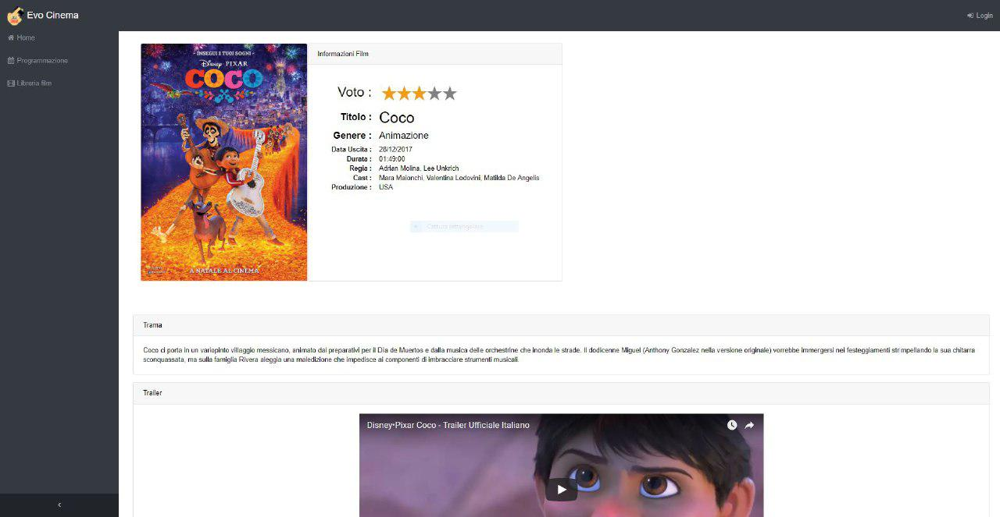 Evo Cinema
Login
Home
Programmazione
Libreria film
- INSEGUI I TUOI SOGNI -
Disney PIXAR
COCO
A NATALE AL CINEMA
Informazioni Film
Voto :
Titolo : Coco
Genere : Animazione
Data Uscita : 28/12/2017
Durata : 01:49:00
Regia : Adrian Molina, Lee Unkrich
Cast : Mara Maionchi, Valentina Lodovini, Matilda De Angelis
Produzione : USA
Cattura rettangolare
Trama
Coco ci porta in un variopinto villaggio messicano, animato dai preparativi per il Dìa de Muertos e dalla musica delle orchestrine che inonda le strade. Il dodicenne Miguel (Anthony Gonzalez nella versione originale) vorrebbe immergersi nei festeggiamenti strimpellando la sua chitarra
sconquassata, ma sulla famiglia Rivera aleggia una maledizione che impedisce ai componenti di imbracciare strumenti musicali.
Trailer
Disney•Pixar Coco - Trailer Ufficiale Italiano